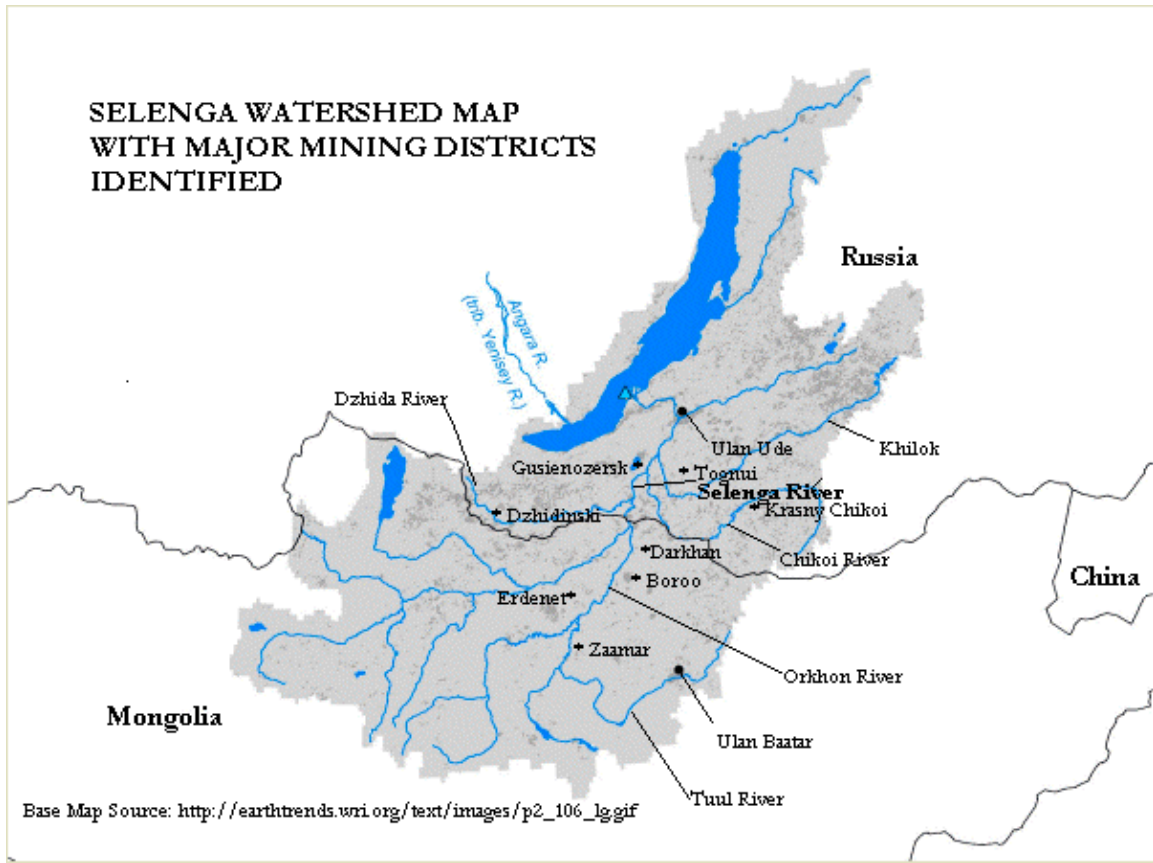 SELENGA WATERSHED MAP
WITH MAJOR MINING DISTRICTS
IDENTIFIED
Russia
Angara R.
(trib. Yenisey R.)
Dzhida River
Ulan Ude
Khilok
Gusienozersk
Tognui
Selenga River
Dzhidinski
Krasny Chikoi
Darkhan
Chikoi River
China
Boroo
Erdenet
Zaamar
Orkhon River
Mongolia
Ulan Baatar
Tuul River
Base Map Source: http://earthtrends.wri.org/text/images/p2_106_lg.gif